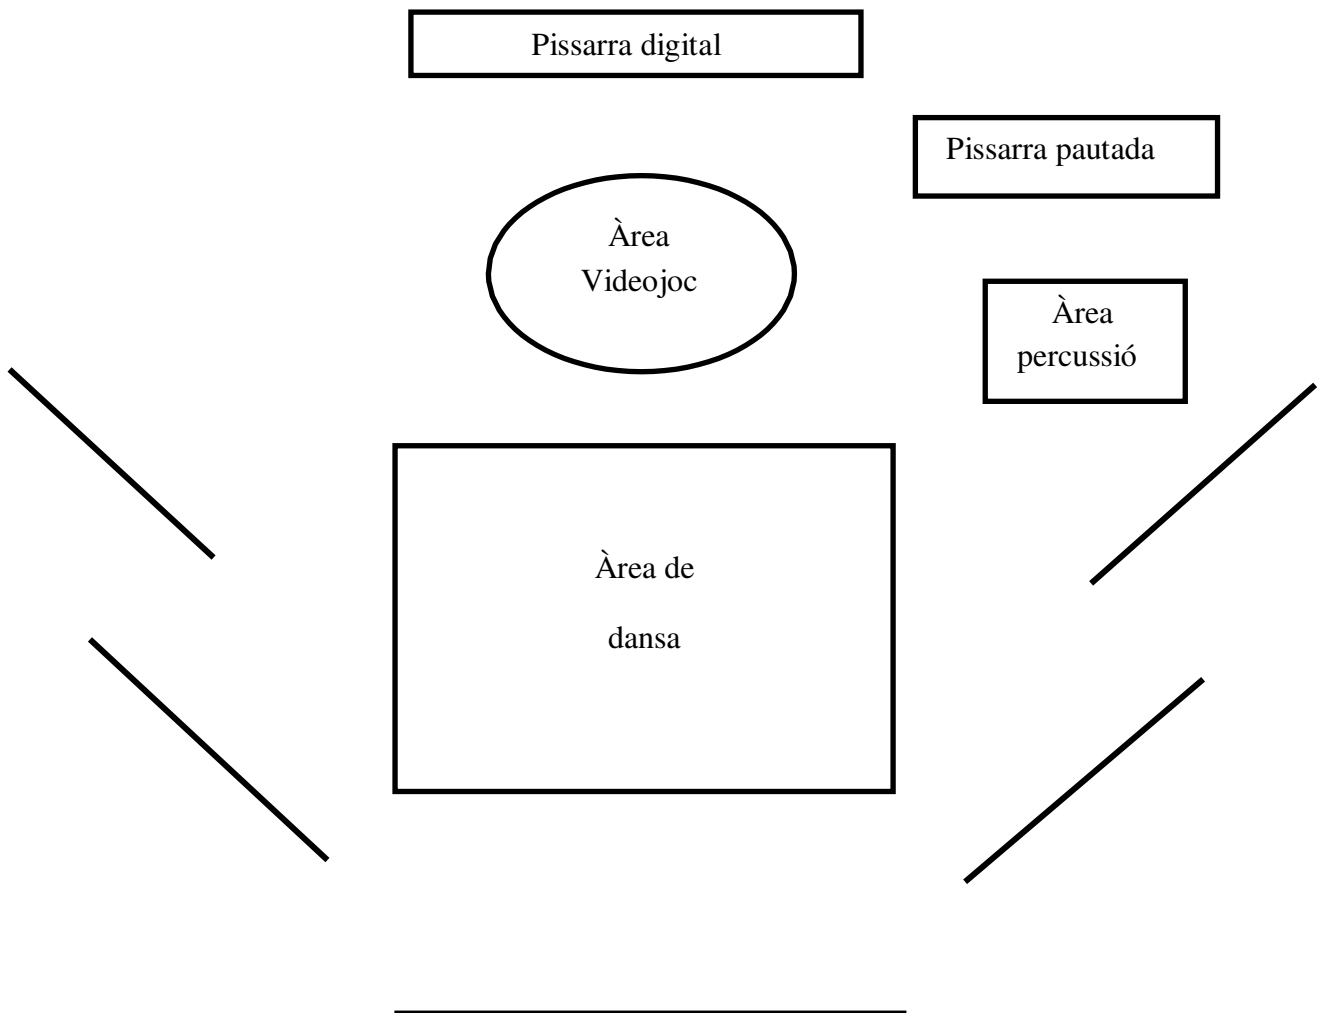 Pissarra digital
Pissarra pautada
Àrea
Videojoc
Àrea
percussió
Àrea de
dansa